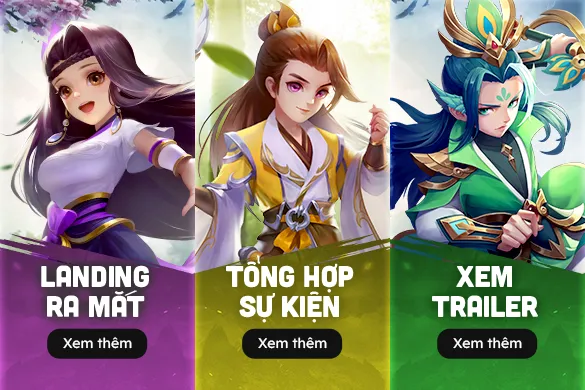 LANDING
RA MẮT
Xem thêm
TỔNG HỢP
SỰ KIỆN
Xem thêm
XEM
TRAILER
Xem thêm